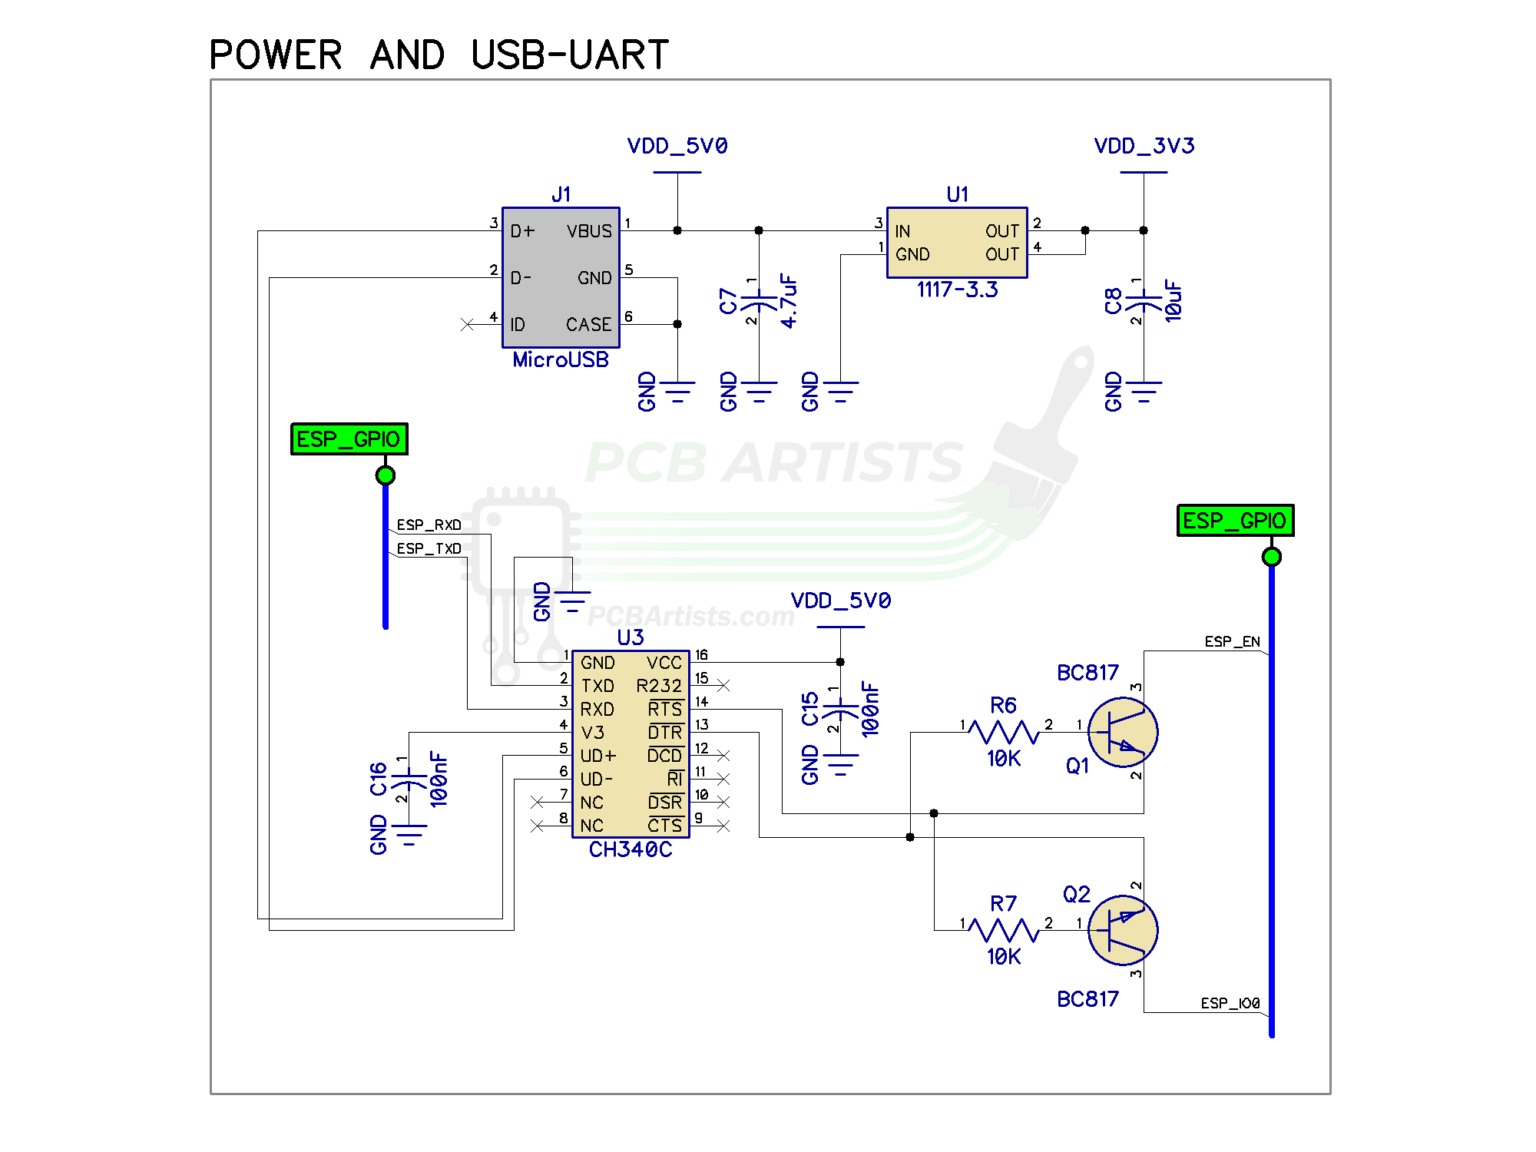 POWER AND USB-UART
VDD_5V0
VDD_3V3
J1
U1
3 D+ VBUS 1
2 D- GND 5
4 ID CASE 6
MicroUSB
3 IN OUT 2
1 GND OUT 4
1117-3.3
1
C7
4.7uF
2
1
C8
10uF
2
GND
GND
GND
GND
ESP_GPIO
PCB ARTISTS
ESP_RXD
ESP_TXD
ESP_GPIO
GND
PCBArtists.com
VDD_5V0
U3
1 GND VCC 16
2 TXD R232 15
3 RXD RTS 14
4 V3 DTR 13
5 UD+ DCD 12
6 UD- RI 11
7 NC DSR 10
8 NC CTS 9
CH340C
1
C15
100nF
2
GND
1
C16
100nF
2
GND
ESP_EN
BC817
3
R6
1 2 1
10K
Q1
2
Q2
2
R7
1 2 1
10K
3
BC817
ESP_IO0